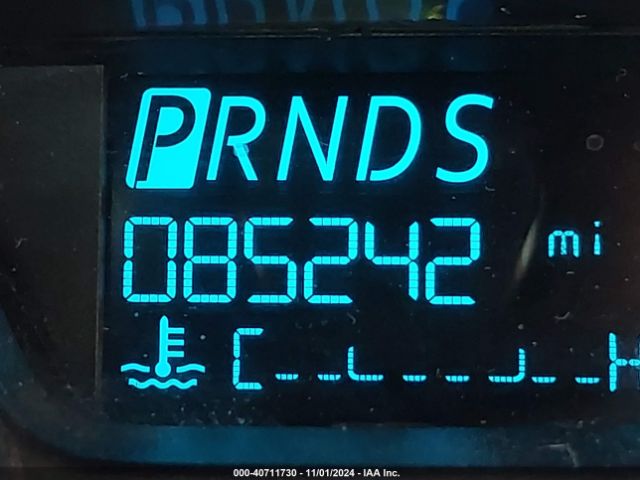 PRNDS
085242 mi
C H
000-40711730 - 11/01/2024 - IAA Inc.